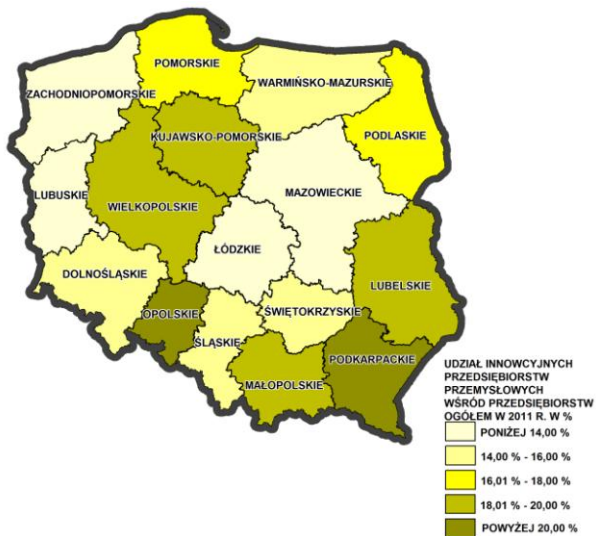 POMORSKIE
WARMIŃSKO-MAZURSKIE
ZACHODNIOPOMORSKIE
PODLASKIE
KUJAWSKO-POMORSKIE
MAZOWIECKIE
LUBUSKIE
WIELKOPOLSKIE
ŁÓDZKIE
DOLNOŚLĄSKIE
LUBELSKIE
OPOLSKIE
ŚWIĘTOKRZYSKIE
ŚLĄSKIE
PODKARPACKIE
MAŁOPOLSKIE
UDZIAŁ INNOWCYJNYCH
PRZEDSIĘBIORSTW
PRZEMYSŁOWYCH
WŚRÓD PRZEDSIĘBIORSTW
OGÓŁEM W 2011 R. W %
PONIŻEJ 14,00 %
14,00 % - 16,00 %
16,01 % - 18,00 %
18,01 % - 20,00 %
POWYŻEJ 20,00 %